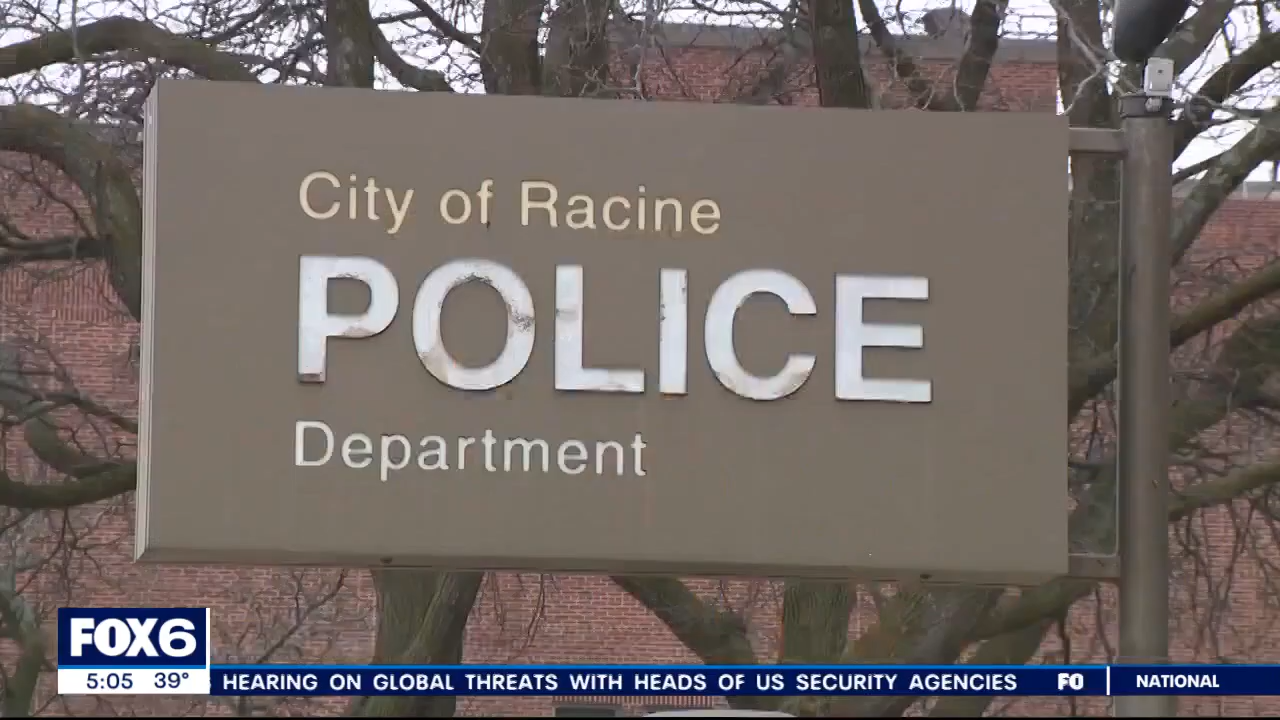 City of Racine
POLICE
Department
FOX6
5:05 39°
HEARING ON GLOBAL THREATS WITH HEADS OF US SECURITY AGENCIES
FO
NATIONAL